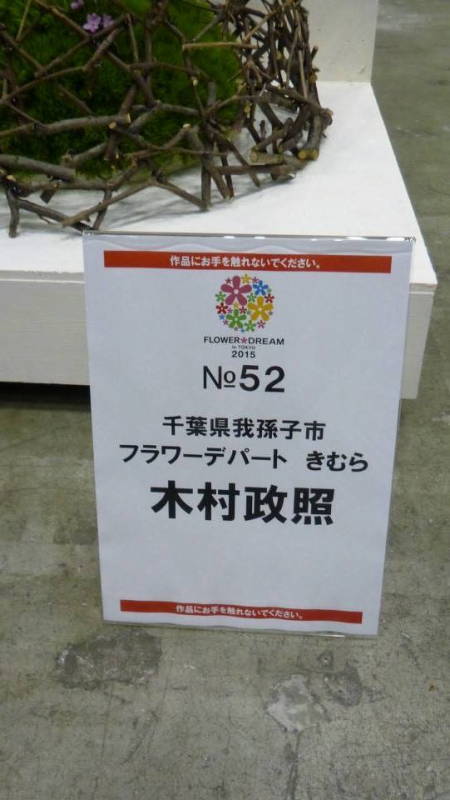 作品にお手を触れないでください。
FLOWER★DREAM
in TOKYO
2015
№52
千葉県我孫子市
フラワーデパート きむら
木村政照
作品にお手を触れないでください。